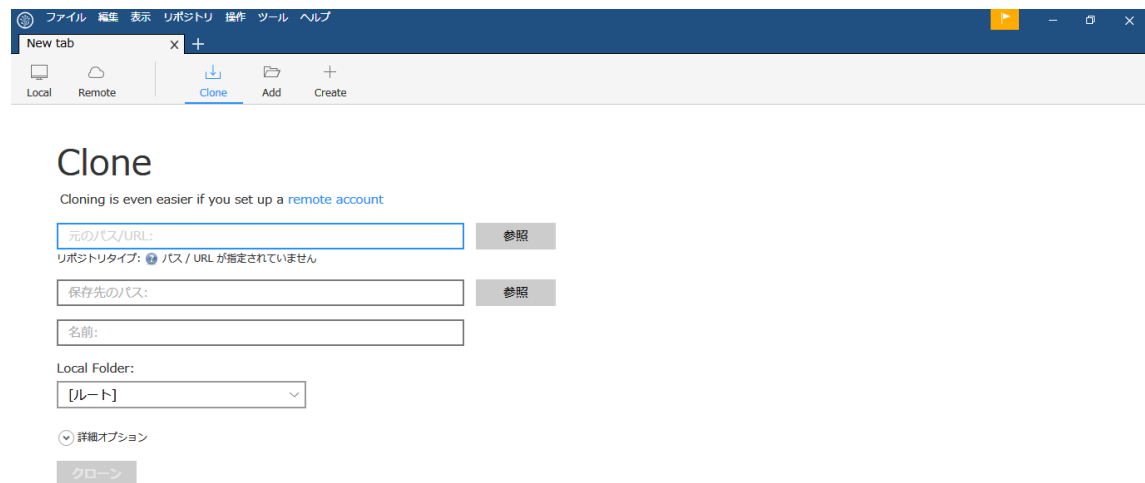 ファイル 編集 表示 リポジトリ 操作 ツール ヘルプ
New tab
Local Remote Clone Add Create
Clone
Cloning is even easier if you set up a remote account
元のパス/URL: 参照
リポジトリタイプ: パス / URL が指定されていません
保存先のパス: 参照
名前:
Local Folder:
[ルート]
詳細オプション
クローン